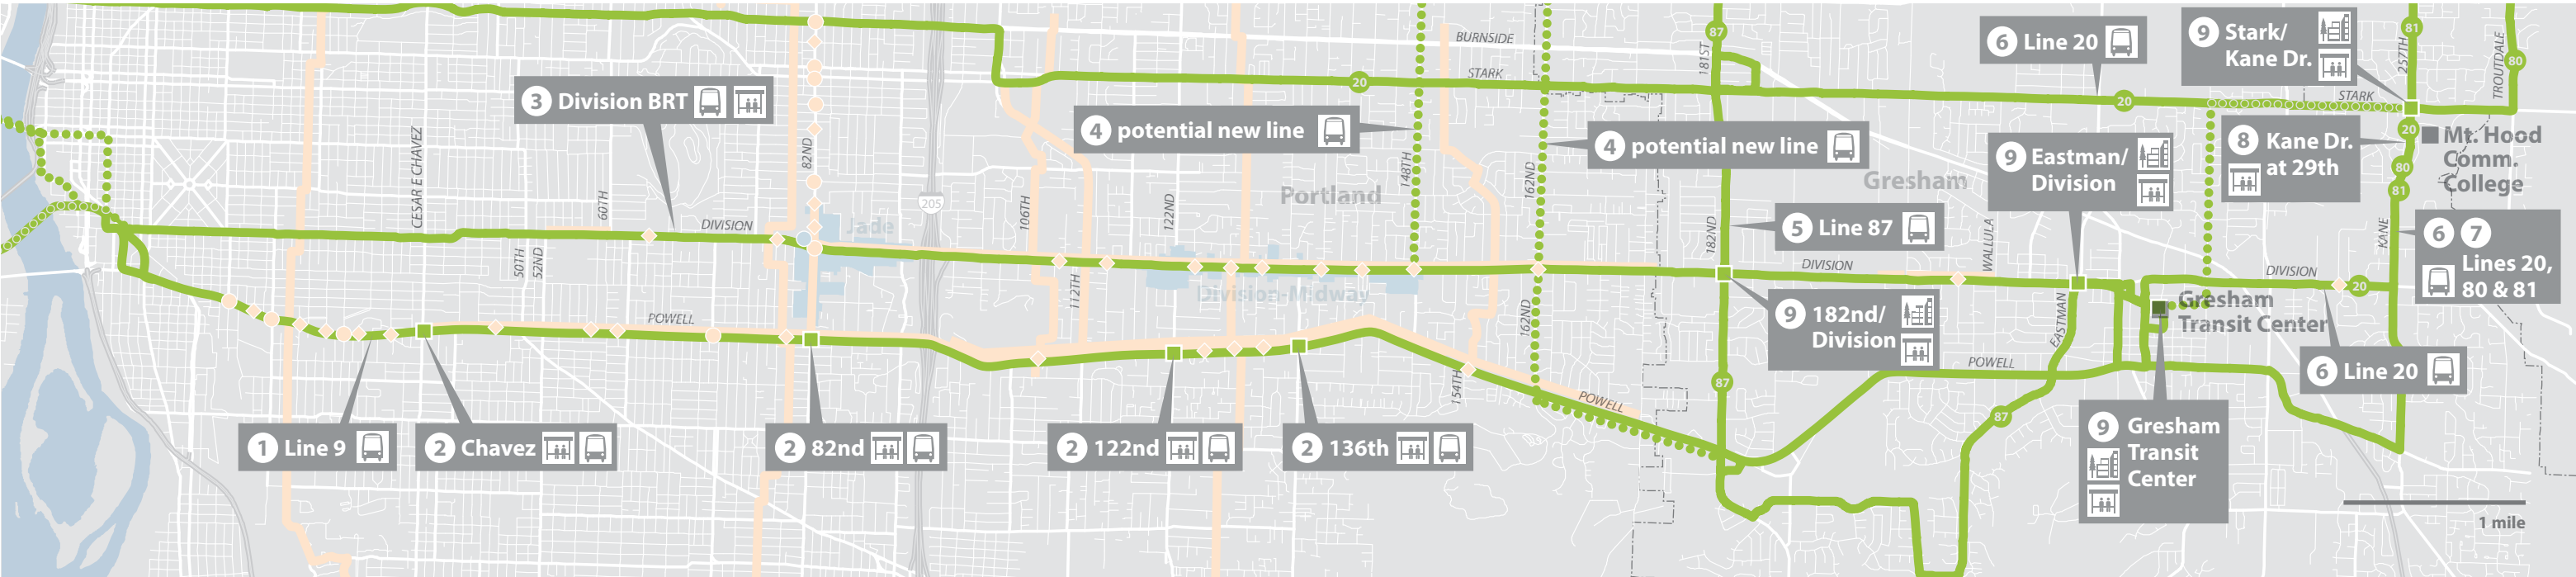 BURNSIDE
STARK
20
87
181ST
6 Line 20
9 Stark/
Kane Dr.
257TH
81
TROUTDALE
80
20
STARK
3 Division BRT
CESAR E CHAVEZ
60TH
82ND
205
106TH
122ND
4 potential new line
148TH
162ND
4 potential new line
Portland
Gresham
9 Eastman/
Division
8 Kane Dr.
at 29th
20
80
81
Mt. Hood
Comm.
College
DIVISION
Jade
50TH
52ND
112TH
Division-Midway
182ND
5 Line 87
WALLULA
DIVISION
DIVISION
20
KANE
6 7
Lines 20,
80 & 81
POWELL
162ND
9 182nd/
Division
EASTMAN
Gresham
Transit Center
POWELL
6 Line 20
154TH
POWELL
87
87
1 Line 9
2 Chavez
2 82nd
2 122nd
2 136th
9 Gresham
Transit
Center
1 mile